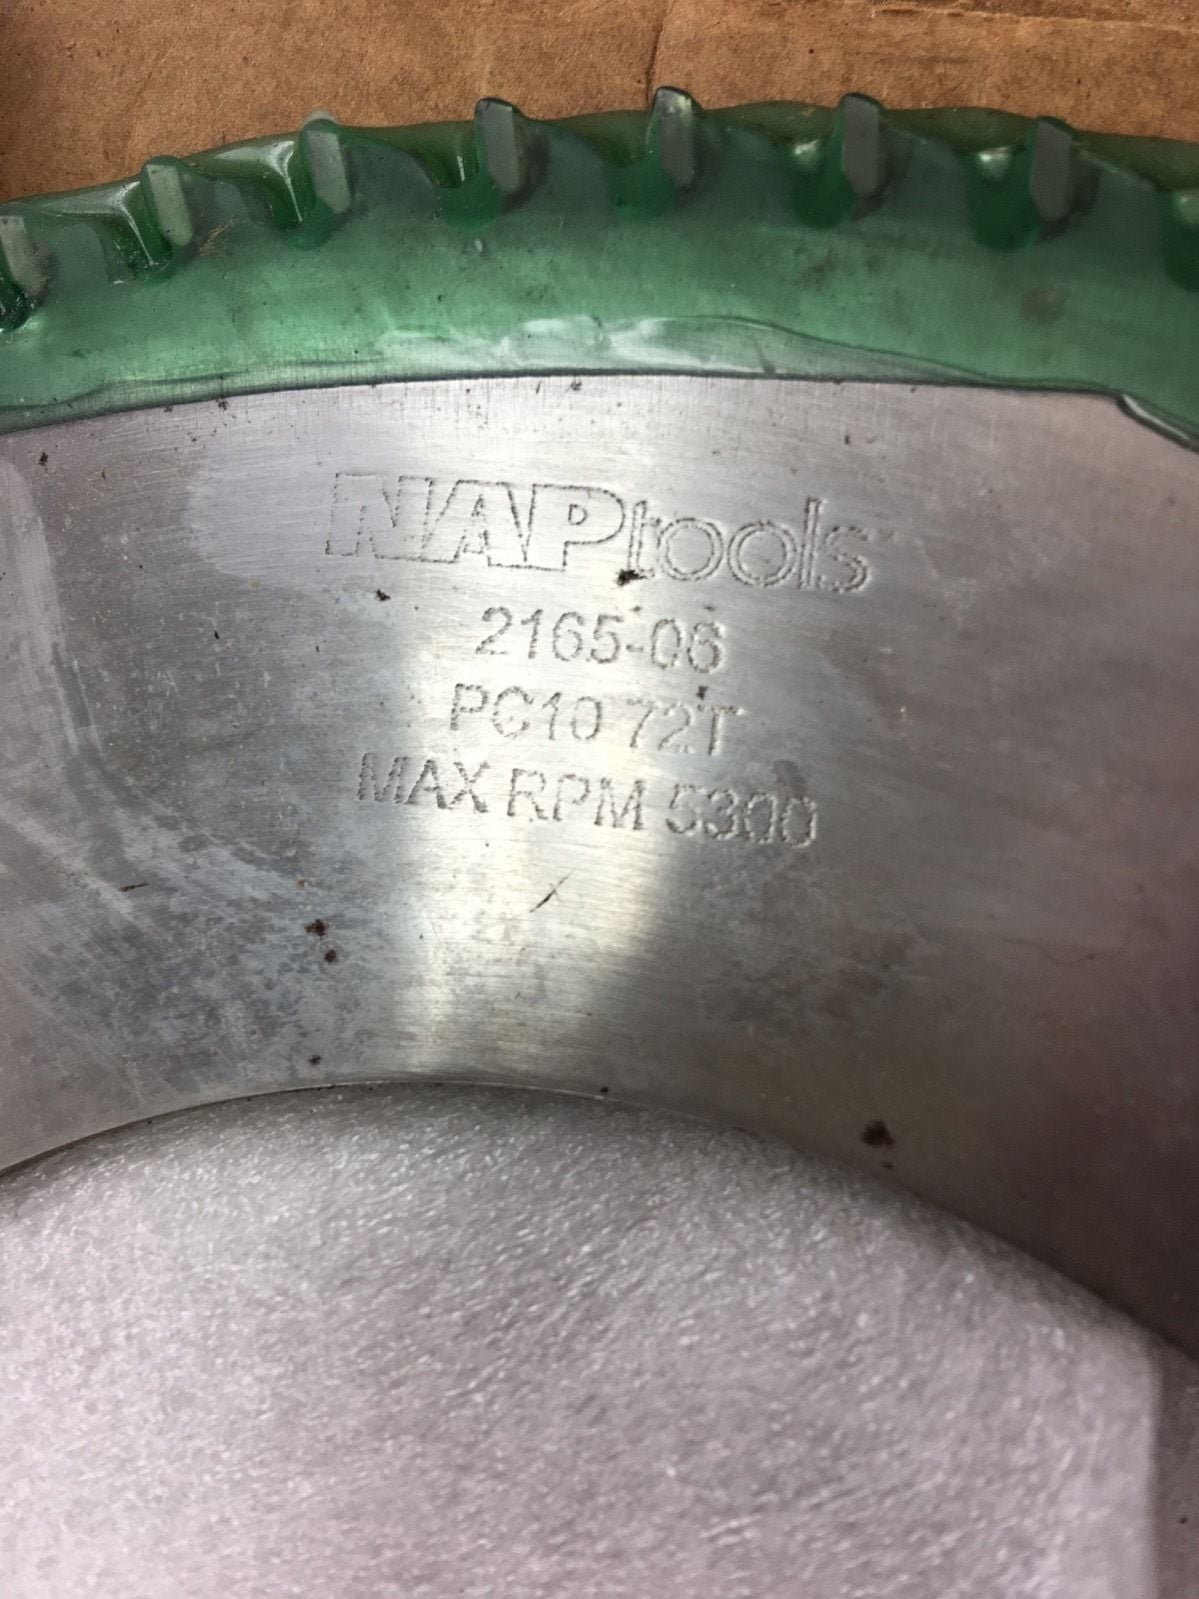 NAPtools
2165-06
PC10 72T
MAX RPM 5300